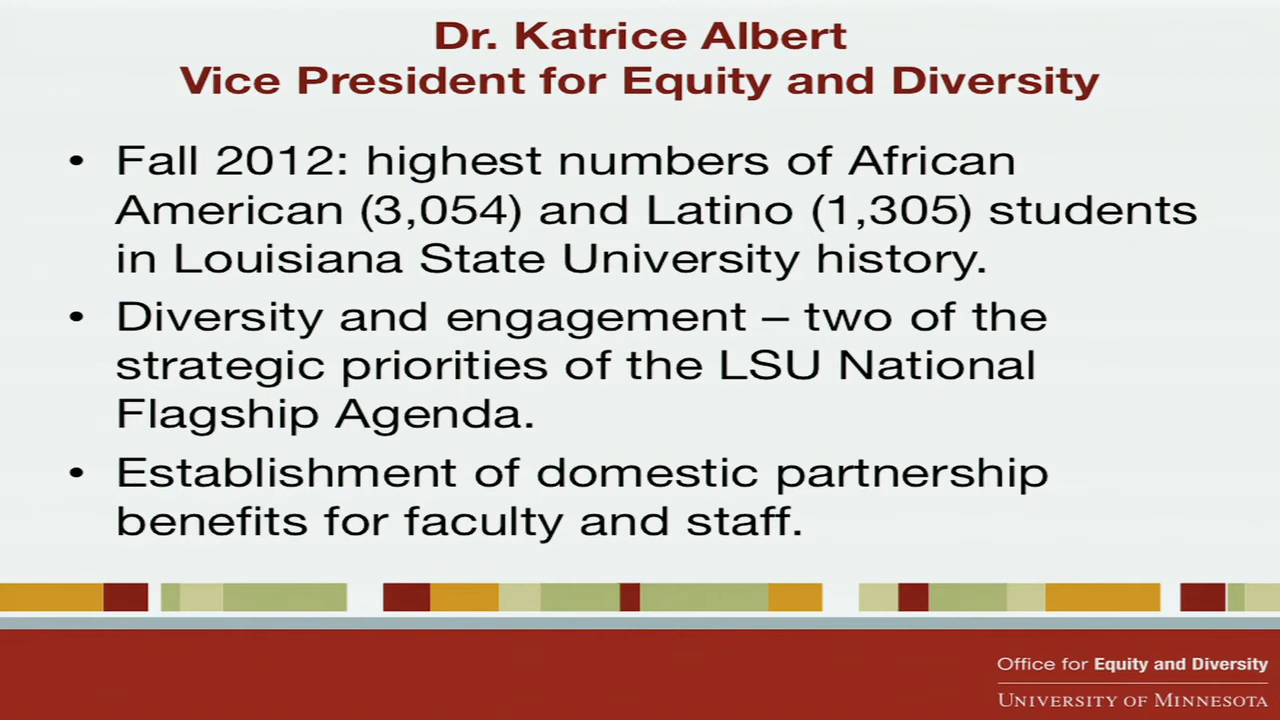 Dr. Katrice Albert
Vice President for Equity and Diversity
• Fall 2012: highest numbers of African
American (3,054) and Latino (1,305) students
in Louisiana State University history.
• Diversity and engagement – two of the
strategic priorities of the LSU National
Flagship Agenda.
• Establishment of domestic partnership
benefits for faculty and staff.
Office for Equity and Diversity
UNIVERSITY OF MINNESOTA